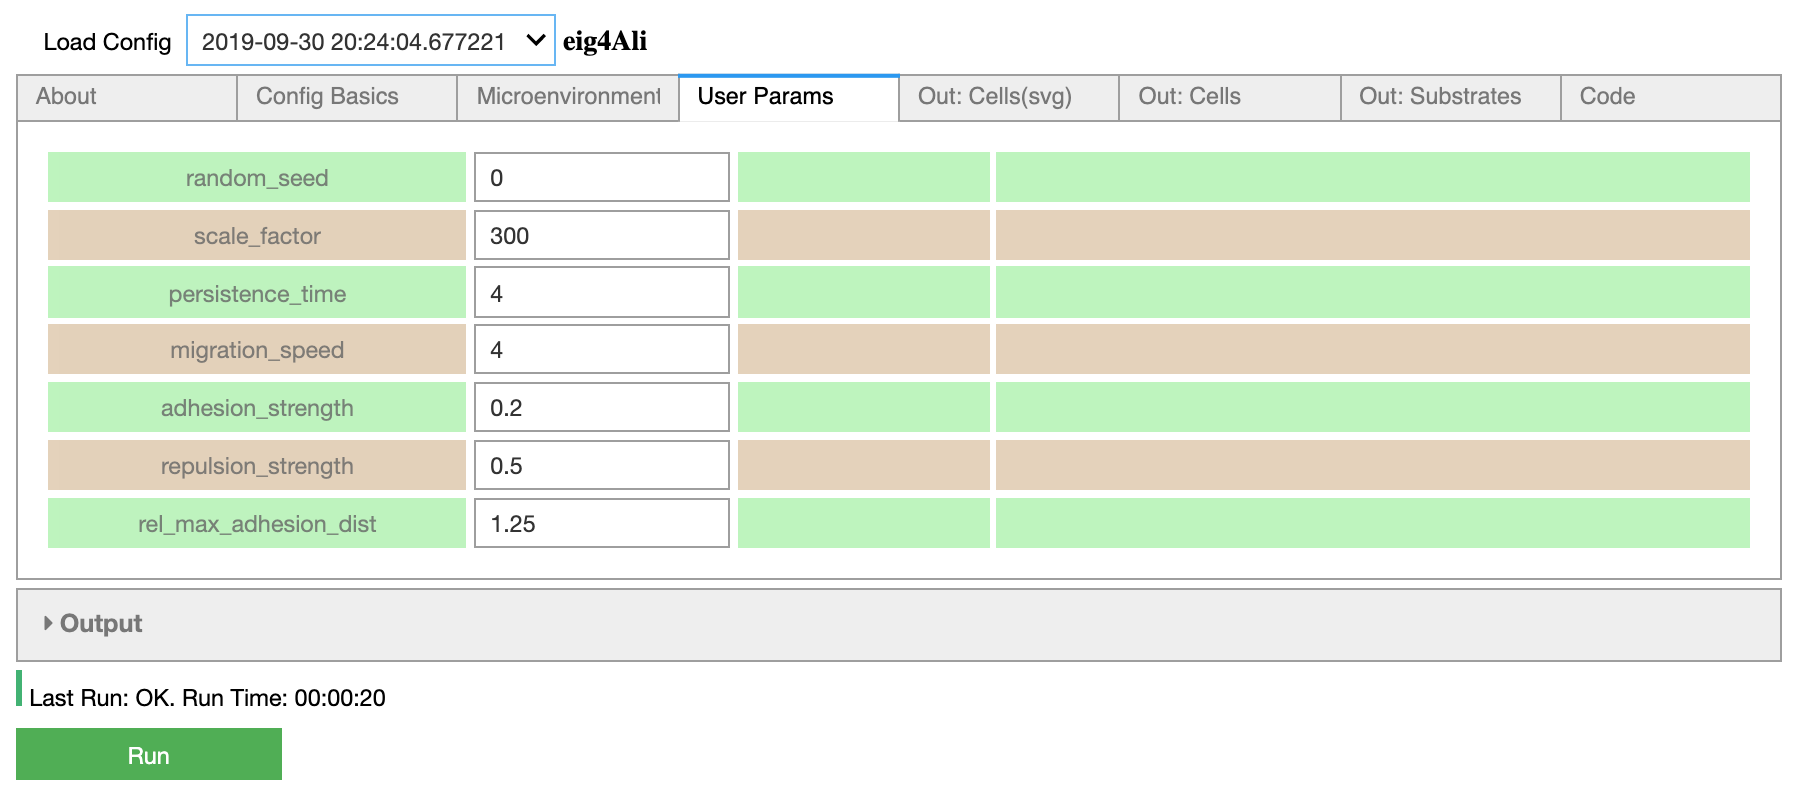 Load Config 2019-09-30 20:24:04.677221 eig4Ali
About Config Basics Microenvironment User Params Out: Cells(svg) Out: Cells Out: Substrates Code
random_seed 0
scale_factor 300
persistence_time 4
migration_speed 4
adhesion_strength 0.2
repulsion_strength 0.5
rel_max_adhesion_dist 1.25
Output
Last Run: OK. Run Time: 00:00:20
Run